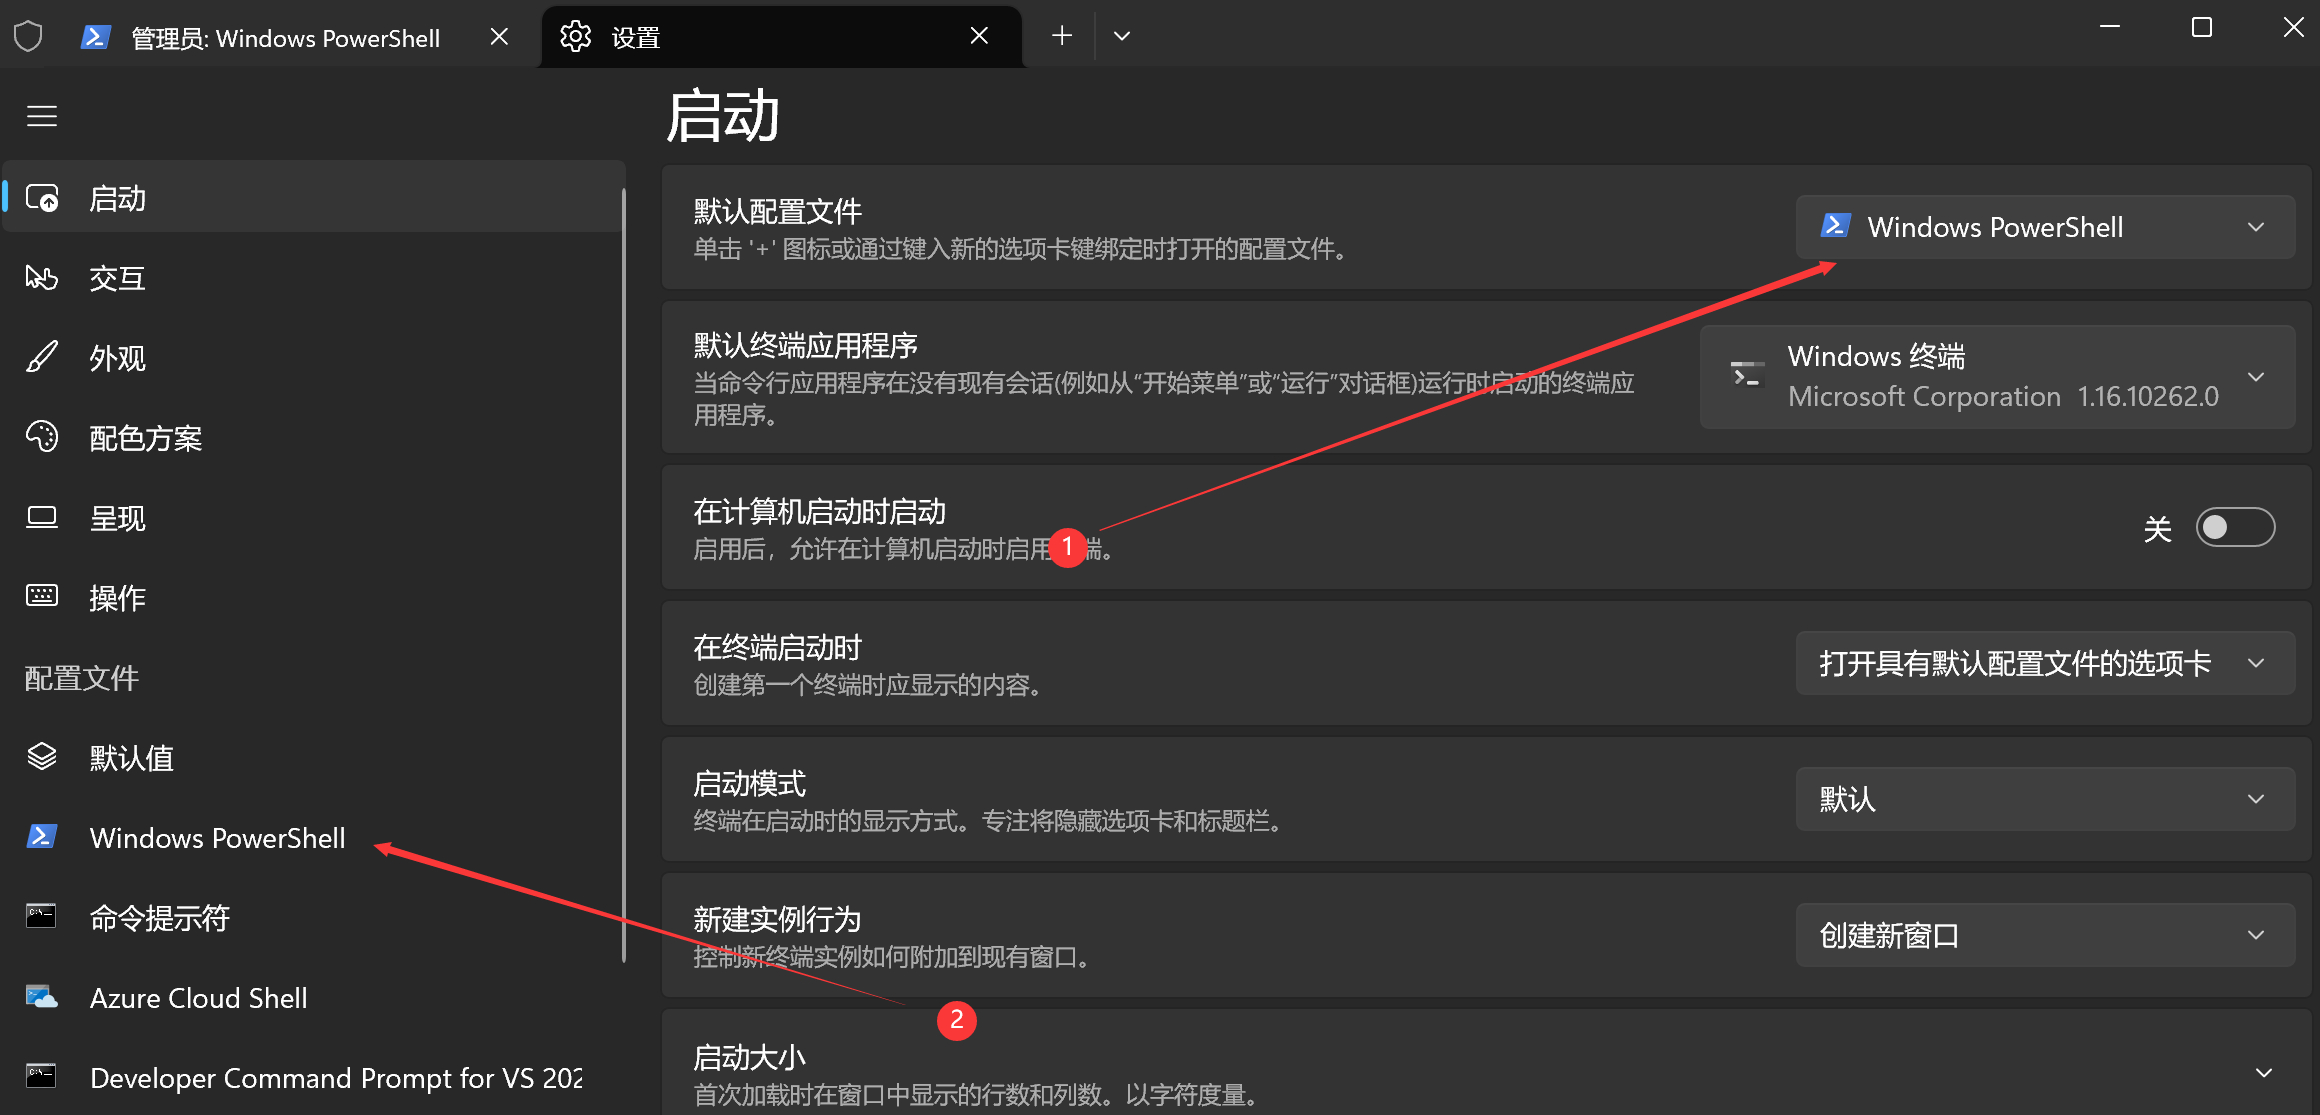 管理员: Windows PowerShell
设置
启动
交互
外观
配色方案
呈现
操作
配置文件
默认值
Windows PowerShell
命令提示符
Azure Cloud Shell
Developer Command Prompt for VS 202
启动
默认配置文件
单击 '+' 图标或通过键入新的选项卡键绑定时打开的配置文件。
Windows PowerShell
默认终端应用程序
当命令行应用程序在没有现有会话(例如从“开始菜单”或“运行”对话框)运行时启动的终端应
用程序。
Windows 终端
Microsoft Corporation 1.16.10262.0
在计算机启动时启动
启用后，允许在计算机启动时启用 端。
1
关
在终端启动时
创建第一个终端时应显示的内容。
打开具有默认配置文件的选项卡
启动模式
终端在启动时的显示方式。专注将隐藏选项卡和标题栏。
默认
新建实例行为
控制新终端实例如何附加到现有窗口。
创建新窗口
2
启动大小
首次加载时在窗口中显示的行数和列数。以字符度量。